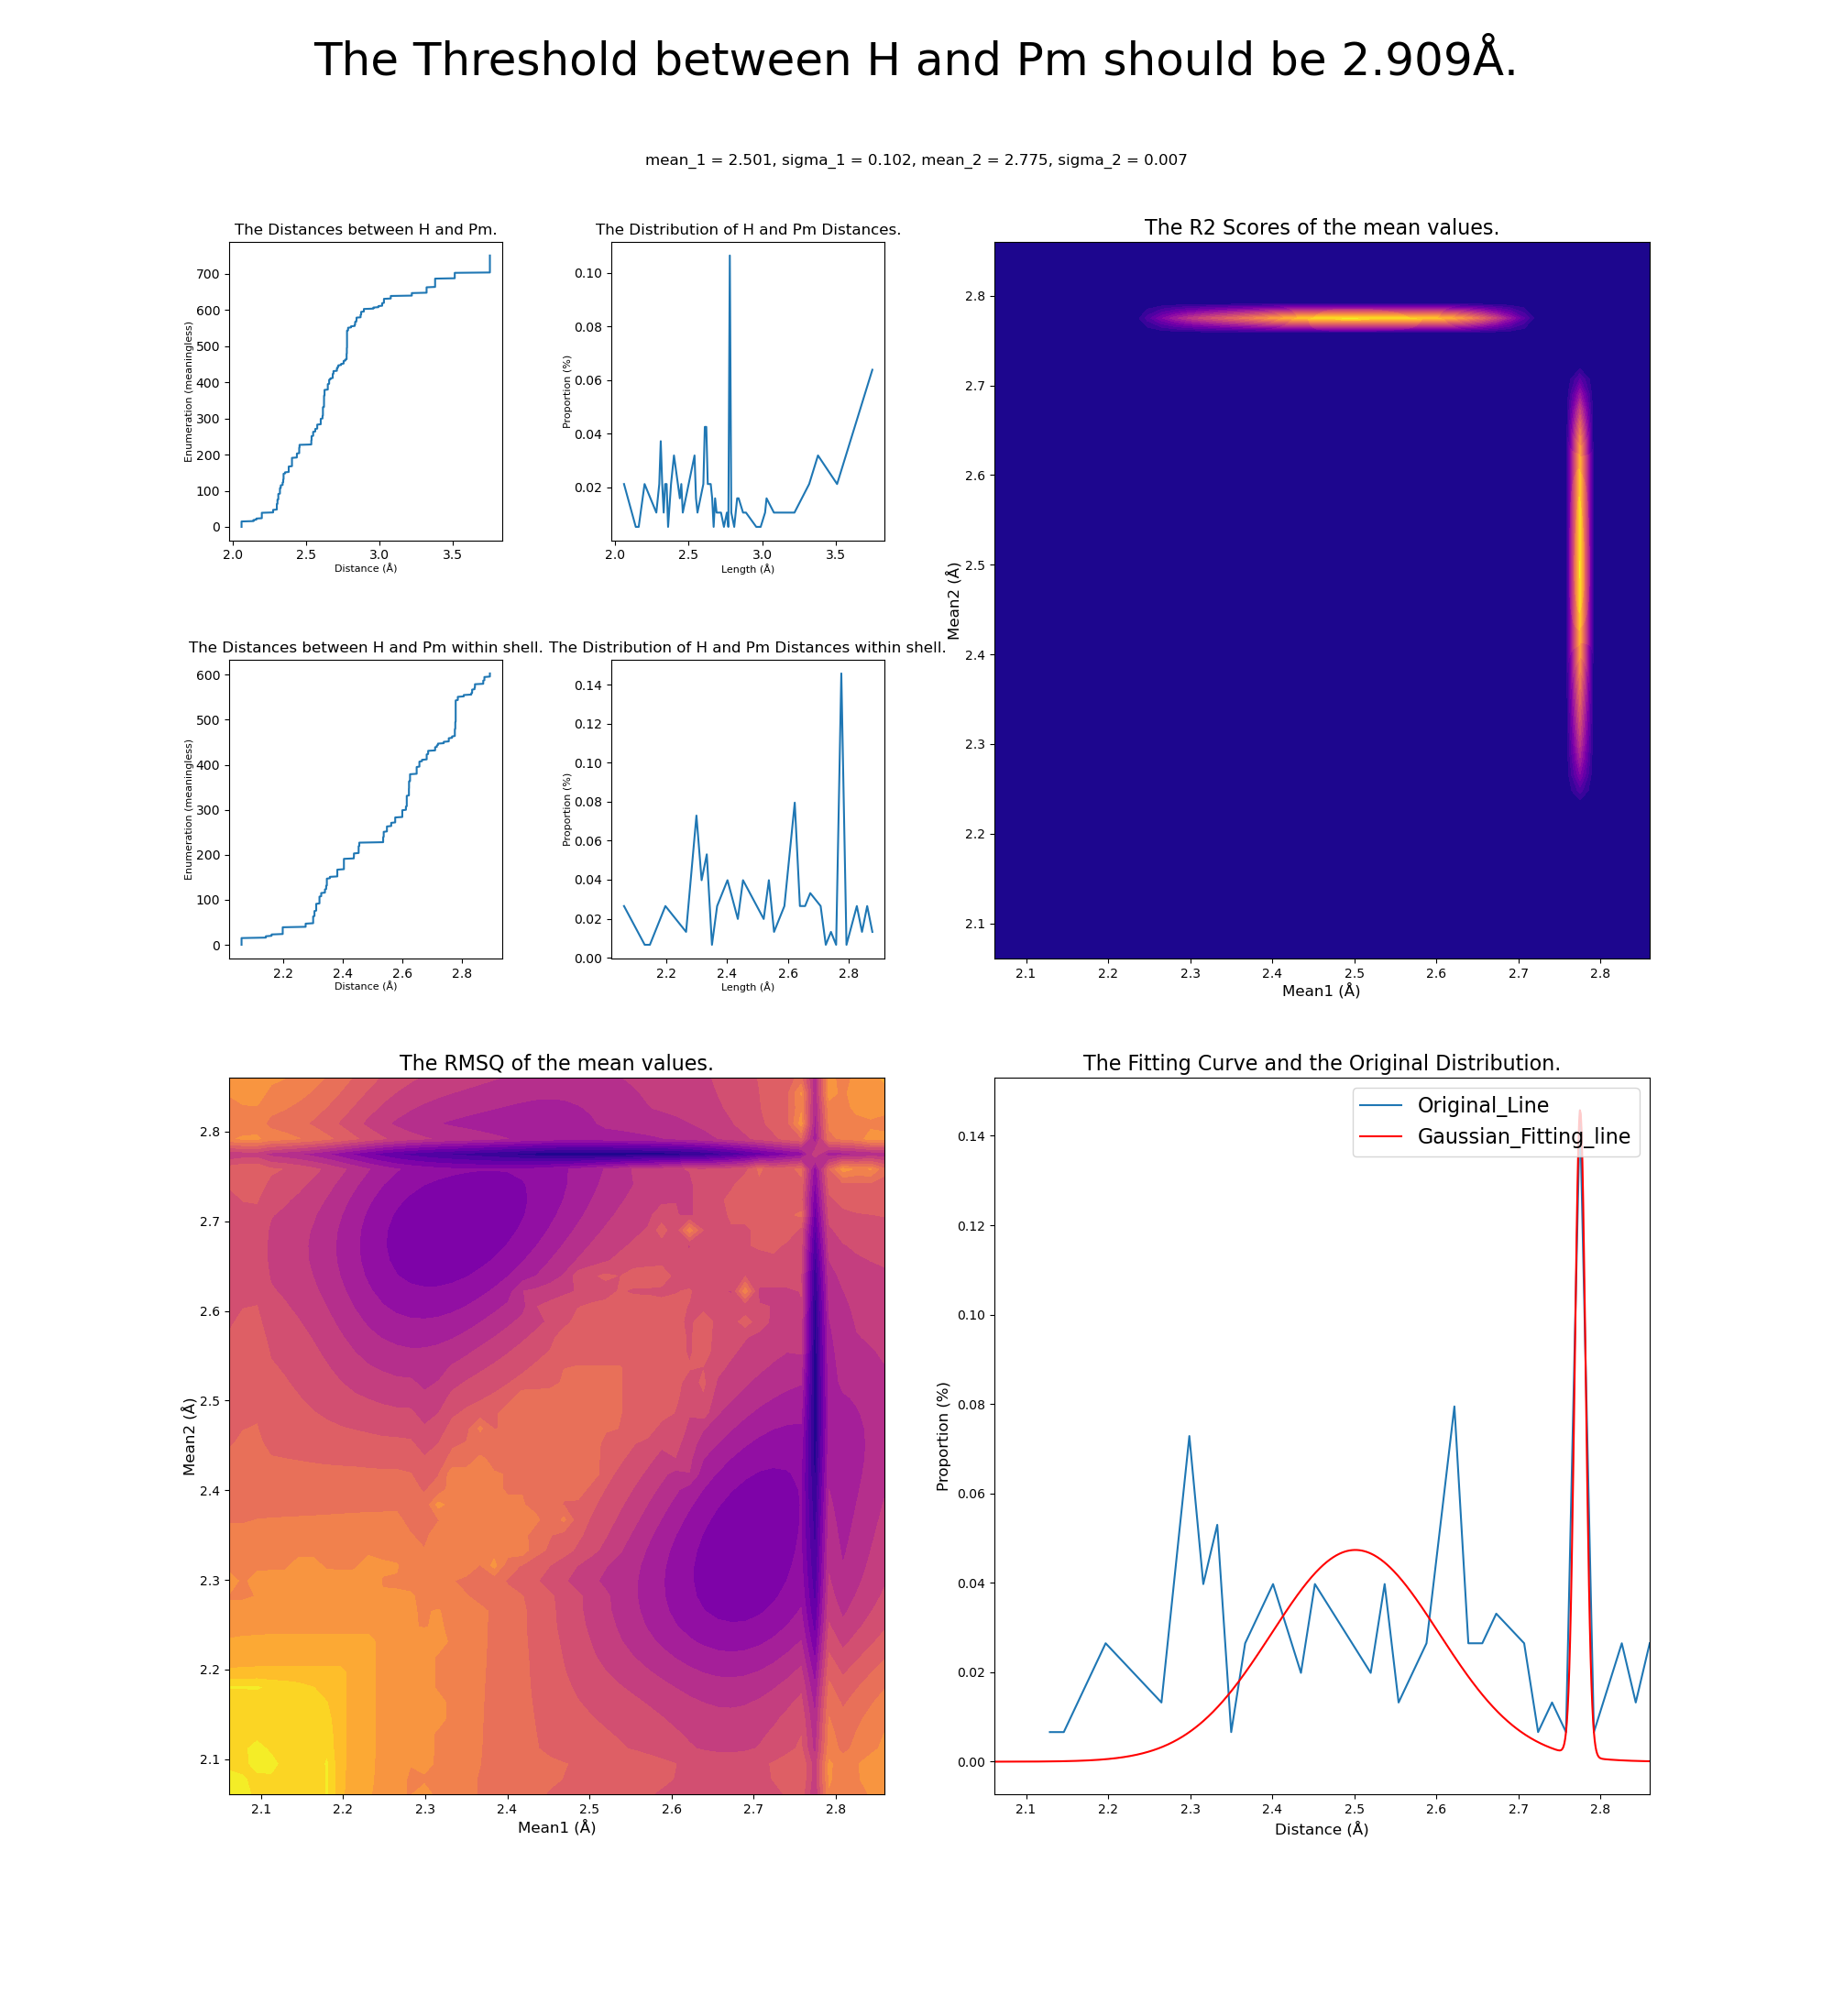 The Threshold between H and Pm should be 2.909Å.
mean_1 = 2.501, sigma_1 = 0.102, mean_2 = 2.775, sigma_2 = 0.007
The Distances between H and Pm.
Enumeration (meaningless)
700
600
500
400
300
200
100
0
2.0 2.5 3.0 3.5
Distance (Å)
The Distribution of H and Pm Distances.
Proportion (%)
0.10
0.08
0.06
0.04
0.02
2.0 2.5 3.0 3.5
Length (Å)
The R2 Scores of the mean values.
Mean2 (Å)
2.8
2.7
2.6
2.5
2.4
2.3
2.2
2.1
2.1 2.2 2.3 2.4 2.5 2.6 2.7 2.8
Mean1 (Å)
The Distances between H and Pm within shell.
Enumeration (meaningless)
600
500
400
300
200
100
0
2.2 2.4 2.6 2.8
Distance (Å)
The Distribution of H and Pm Distances within shell.
Proportion (%)
0.14
0.12
0.10
0.08
0.06
0.04
0.02
0.00
2.2 2.4 2.6 2.8
Length (Å)
The RMSQ of the mean values.
Mean2 (Å)
2.8
2.7
2.6
2.5
2.4
2.3
2.2
2.1
2.1 2.2 2.3 2.4 2.5 2.6 2.7 2.8
Mean1 (Å)
The Fitting Curve and the Original Distribution.
Original_Line
Gaussian_Fitting_line
Proportion (%)
0.14
0.12
0.10
0.08
0.06
0.04
0.02
0.00
2.1 2.2 2.3 2.4 2.5 2.6 2.7 2.8
Distance (Å)